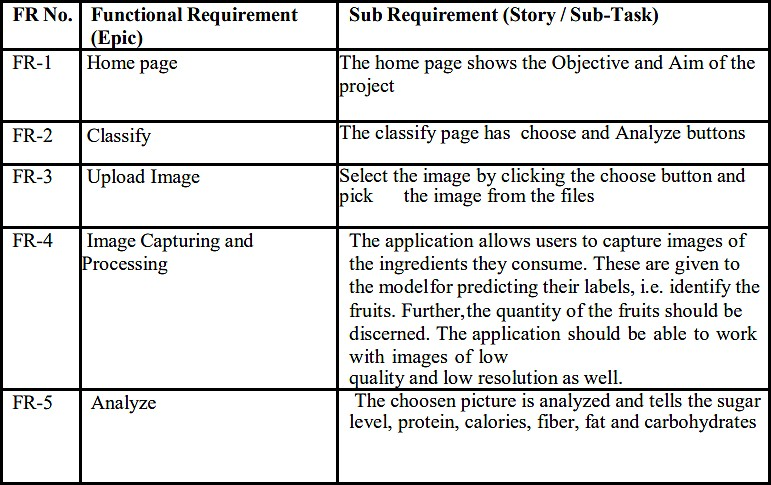 FR No. Functional Requirement (Epic) Sub Requirement (Story / Sub-Task)
FR-1 Home page The home page shows the Objective and Aim of the
project
FR-2 Classify The classify page has choose and Analyze buttons
FR-3 Upload Image Select the image by clicking the choose button and
pick the image from the files
FR-4 Image Capturing and Processing The application allows users to capture images of
the ingredients they consume. These are given to
the modelfor predicting their labels, i.e. identify the
fruits. Further,the quantity of the fruits should be
discerned. The application should be able to work
with images of low
quality and low resolution as well.
FR-5 Analyze The choosen picture is analyzed and tells the sugar
level, protein, calories, fiber, fat and carbohydrates